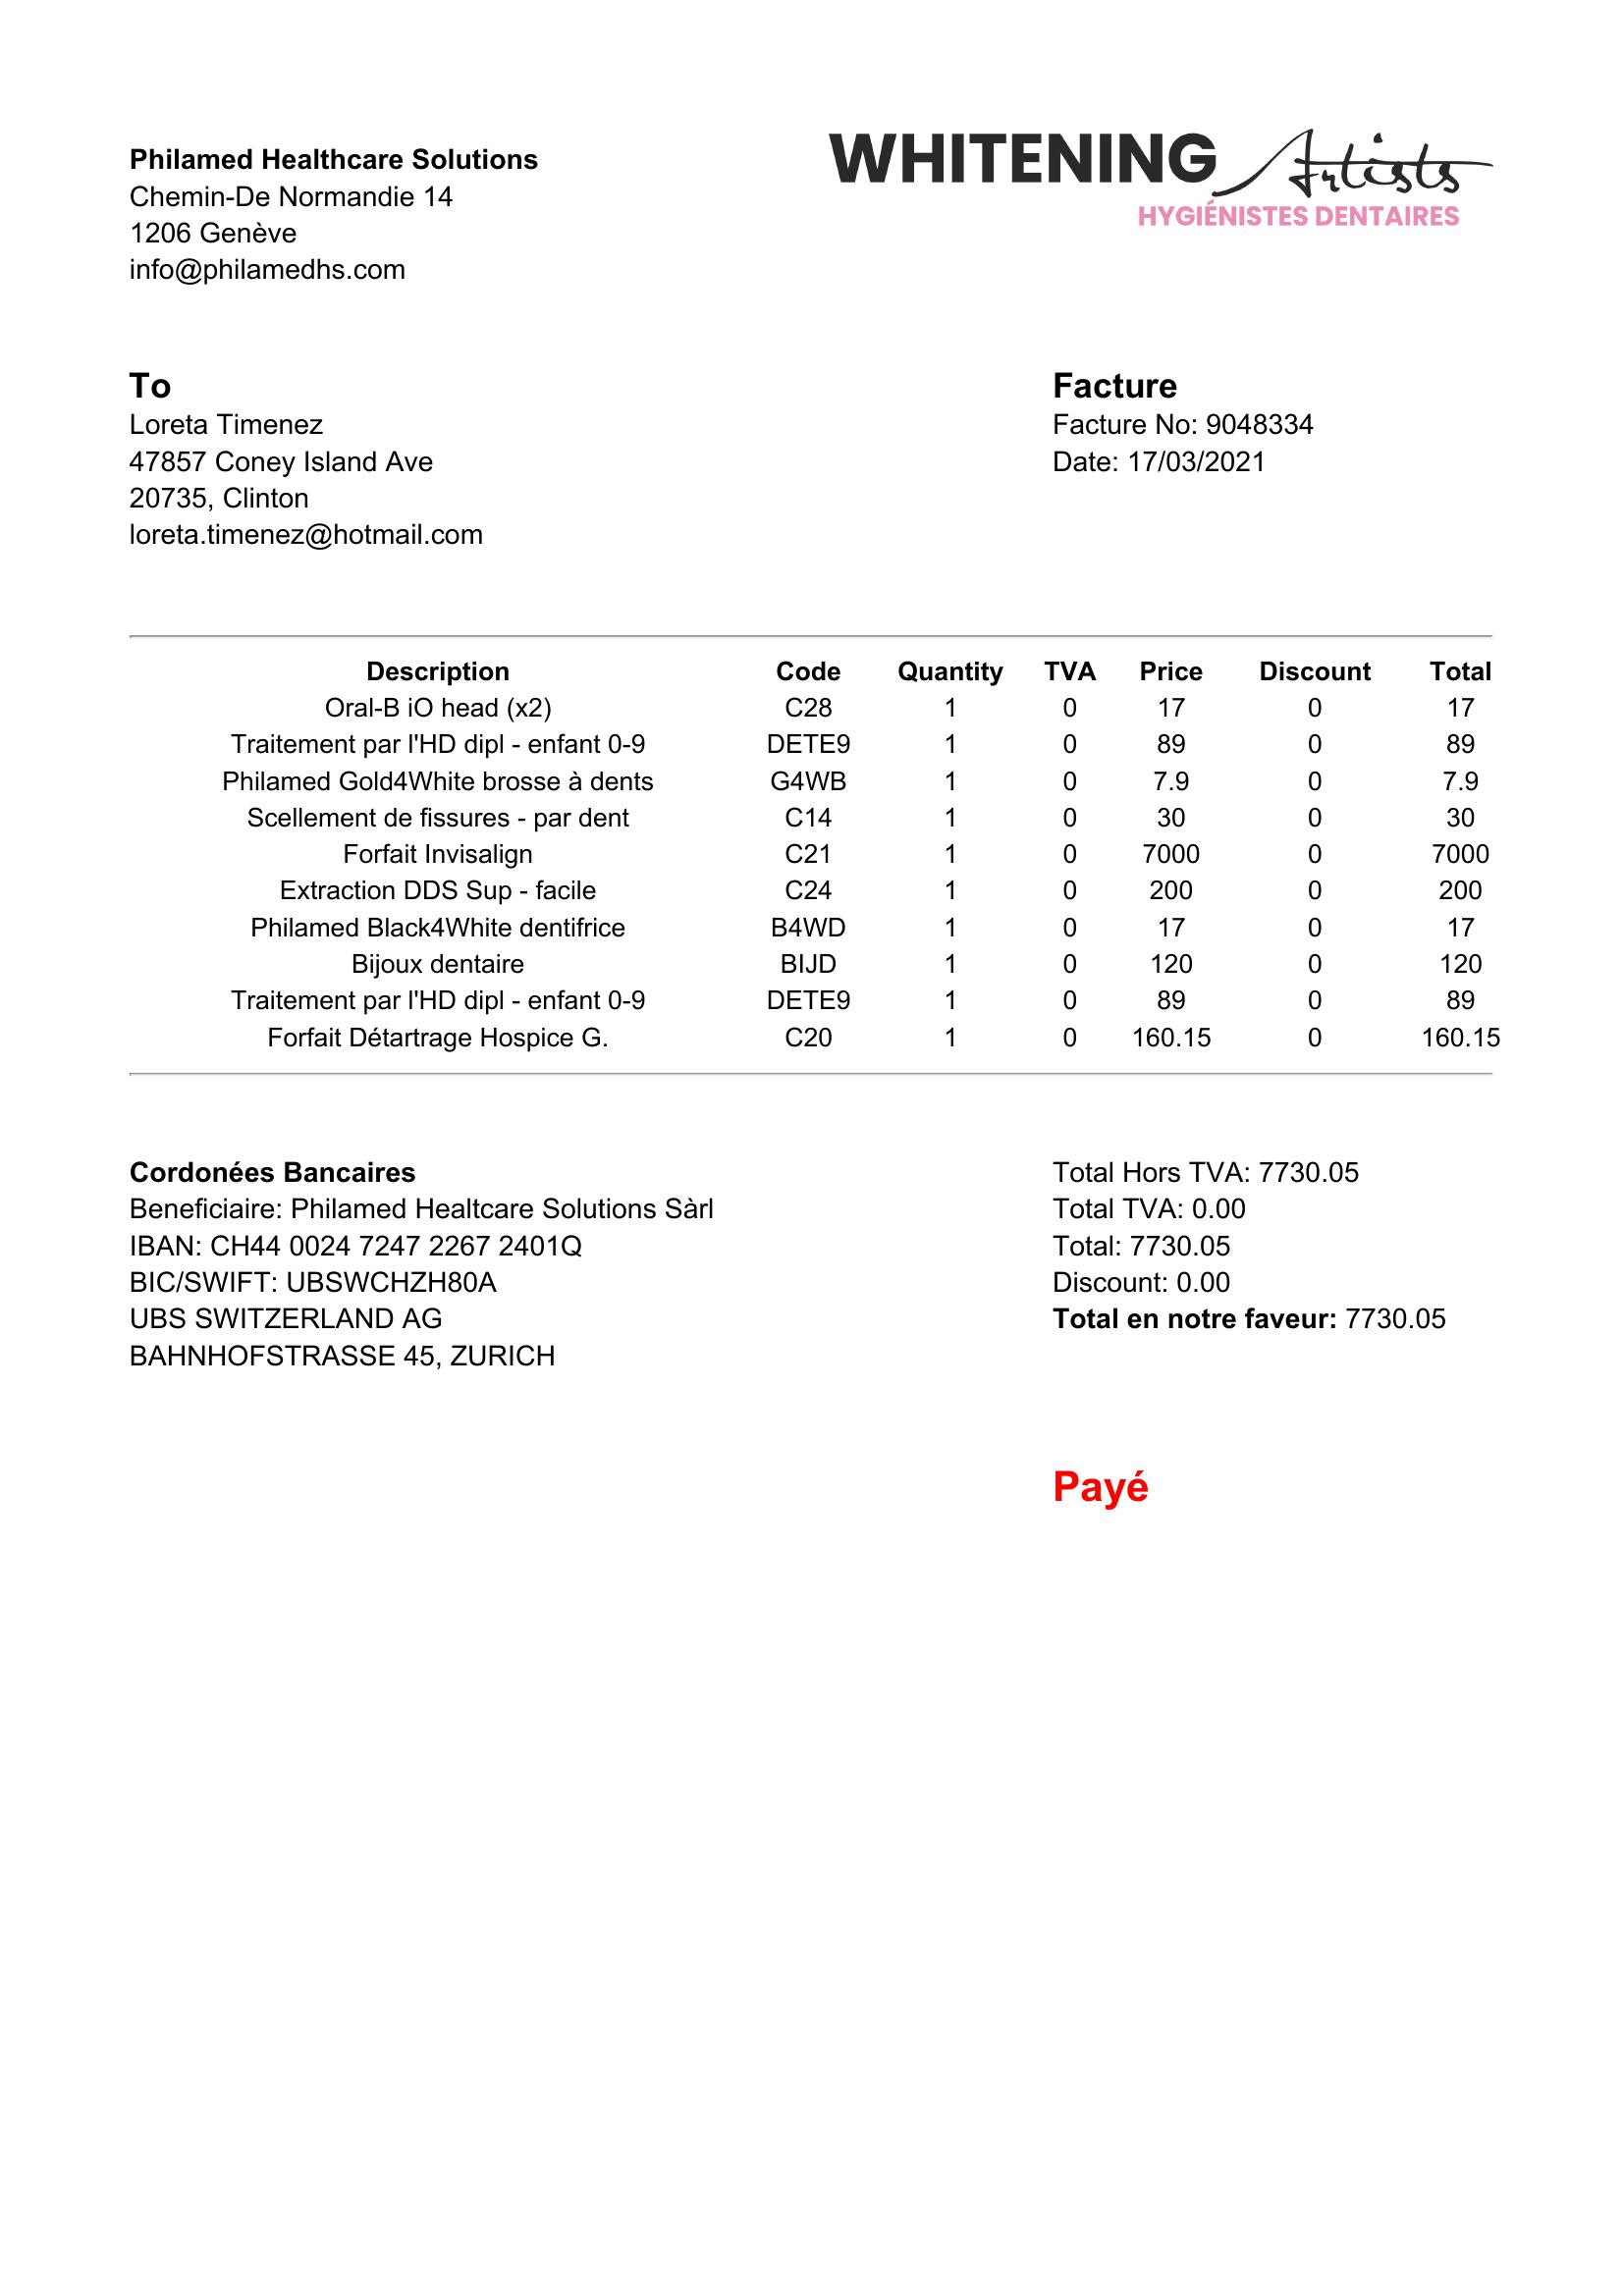 Philamed Healthcare Solutions
Chemin-De Normandie 14
1206 Genève
info@philamedhs.com
WHITENING Artists
HYGIÉNISTES DENTAIRES
To
Loreta Timenez
47857 Coney Island Ave
20735, Clinton
loreta.timenez@hotmail.com
Facture
Facture No: 9048334
Date: 17/03/2021
Description Code Quantity TVA Price Discount Total
Oral-B iO head (x2) C28 1 0 17 0 17
Traitement par l'HD dipl - enfant 0-9 DETE9 1 0 89 0 89
Philamed Gold4White brosse à dents G4WB 1 0 7.9 0 7.9
Scellement de fissures - par dent C14 1 0 30 0 30
Forfait Invisalign C21 1 0 7000 0 7000
Extraction DDS Sup - facile C24 1 0 200 0 200
Philamed Black4White dentifrice B4WD 1 0 17 0 17
Bijoux dentaire BIJD 1 0 120 0 120
Traitement par l'HD dipl - enfant 0-9 DETE9 1 0 89 0 89
Forfait Détartrage Hospice G. C20 1 0 160.15 0 160.15
Cordonées Bancaires
Beneficiaire: Philamed Healtcare Solutions Sàrl
IBAN: CH44 0024 7247 2267 2401Q
BIC/SWIFT: UBSWCHZH80A
UBS SWITZERLAND AG
BAHNHOFSTRASSE 45, ZURICH
Total Hors TVA: 7730.05
Total TVA: 0.00
Total: 7730.05
Discount: 0.00
Total en notre faveur: 7730.05
Payé